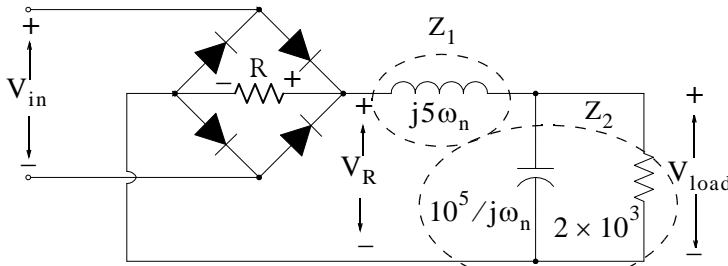 +
V_in
−
− R +
Z_1
j5ω_n
+
V_R
−
Z_2
10^5/jω_n
2 × 10^3
+
V_load
−